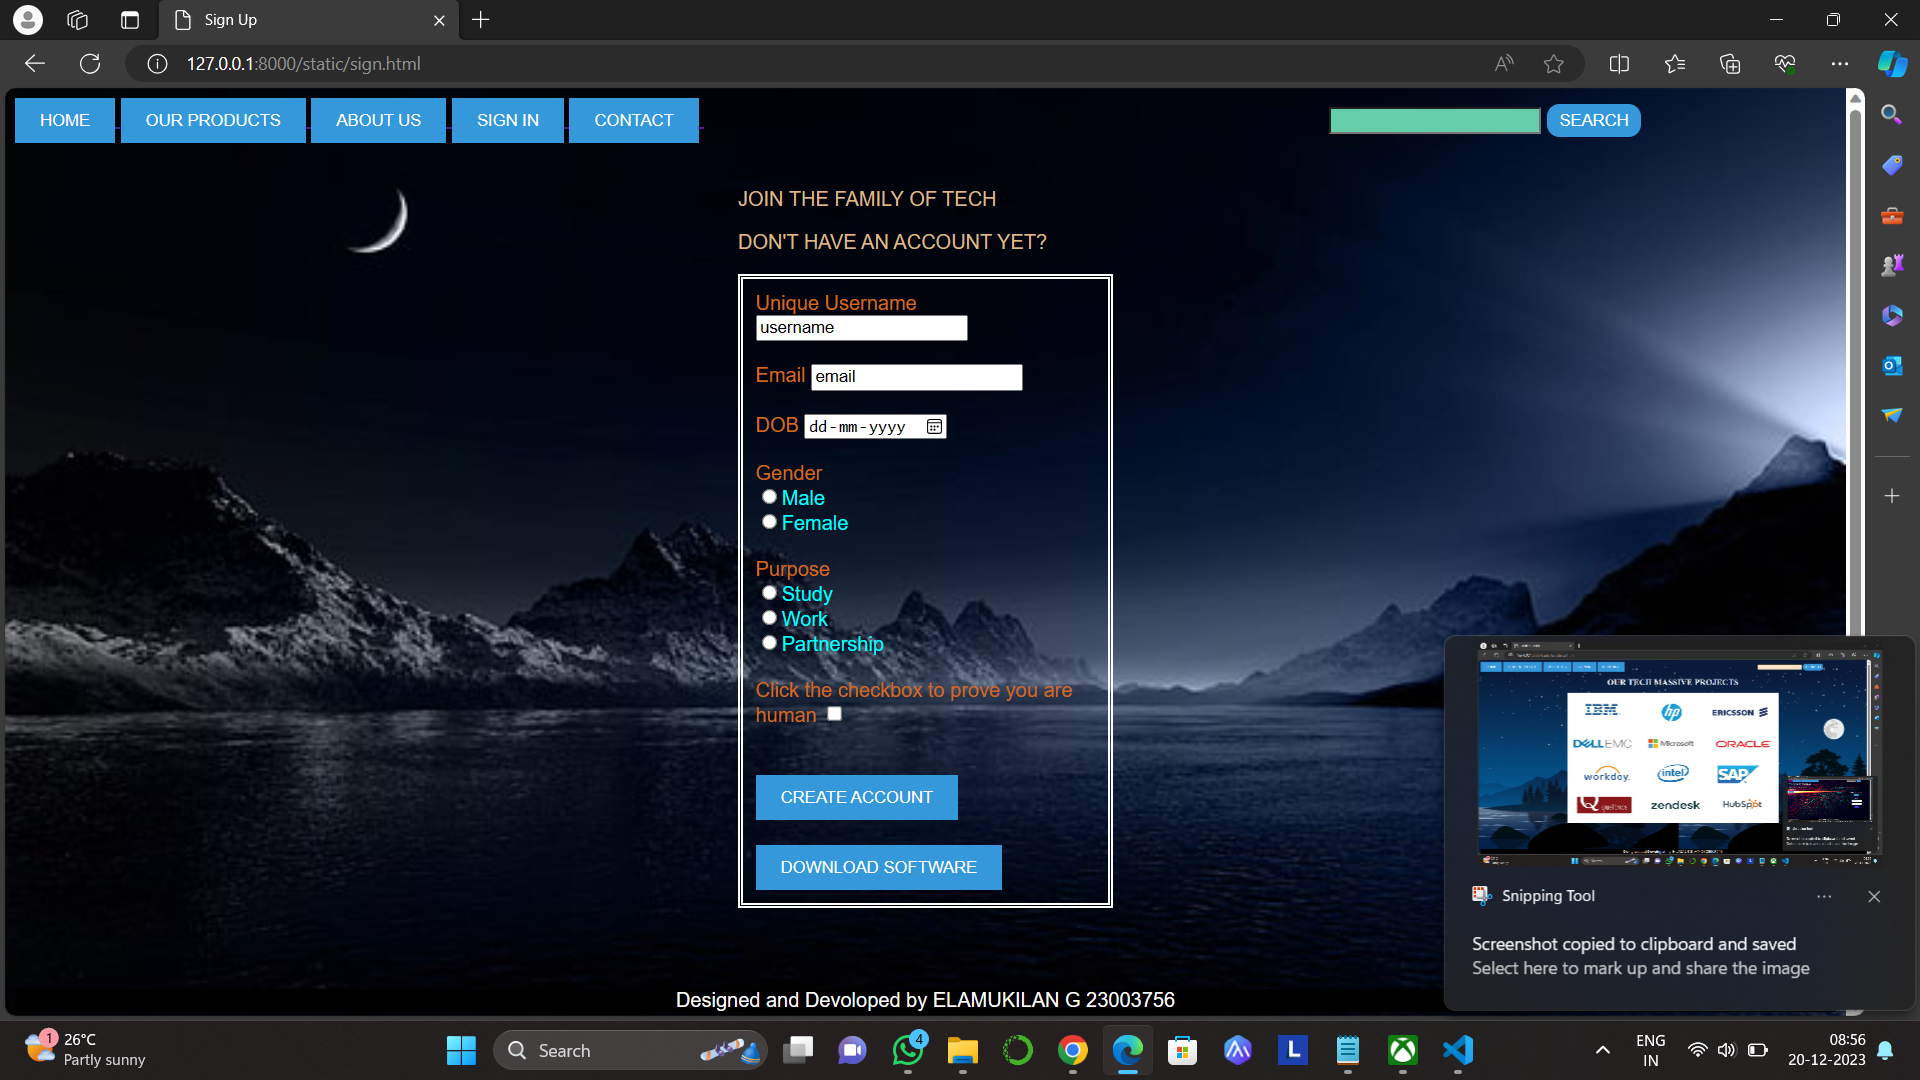 Sign Up
127.0.0.1:8000/static/sign.html
HOME
OUR PRODUCTS
ABOUT US
SIGN IN
CONTACT
SEARCH
JOIN THE FAMILY OF TECH
DON'T HAVE AN ACCOUNT YET?
Unique Username
username
Email email
DOB dd-mm-yyyy
Gender
Male
Female
Purpose
Study
Work
Partnership
Click the checkbox to prove you are
human
CREATE ACCOUNT
DOWNLOAD SOFTWARE
Designed and Devoloped by ELAMUKILAN G 23003756
OUR TECH MASSIVE PROJECTS
IBM
hp
ERICSSON
DELL EMC
Microsoft
ORACLE
workday.
intel
SAP
zendesk
HubSpot
Snipping Tool
Screenshot copied to clipboard and saved
Select here to mark up and share the image
1
26°C
Partly sunny
Search
4
L
ENG
IN
08:56
20-12-2023